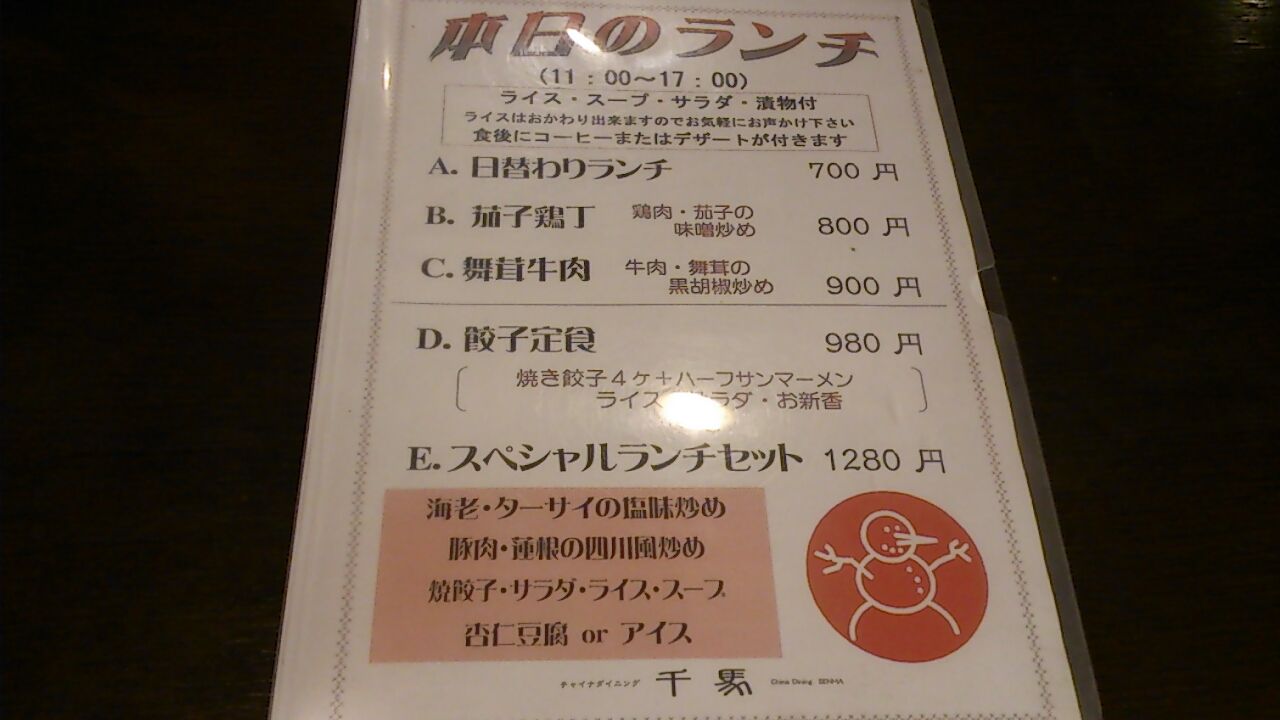 本日のランチ
(11：00～17：00)
ライス・スープ・サラダ・漬物付
ライスはおかわり出来ますのでお気軽にお声かけ下さい
食後にコーヒーまたはデザートが付きます
A. 日替わりランチ 700 円
B. 茄子鶏丁 鶏肉・茄子の 味噌炒め 800 円
C. 舞茸牛肉 牛肉・舞茸の 黒胡椒炒め 900 円
D. 餃子定食 980 円
焼き餃子4ヶ＋ハーフサンマーメン
ライス サラダ・お新香
E. スペシャルランチセット 1280 円
海老・ターサイの塩味炒め
豚肉・蓮根の四川風炒め
焼餃子・サラダ・ライス・スープ
杏仁豆腐 or アイス
チャイナダイニング 千馬 China Dining SENMA